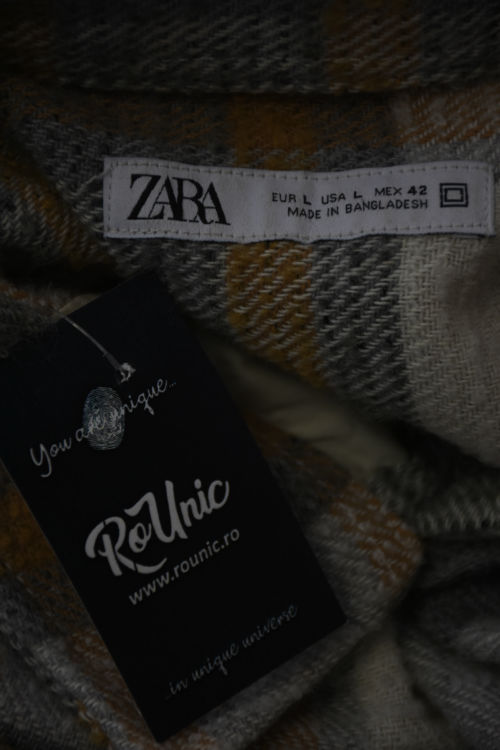 ZARA
EUR L USA L MEX 42
MADE IN BANGLADESH
You are unique...
RoUnic
www.rounic.ro
...in unique universe